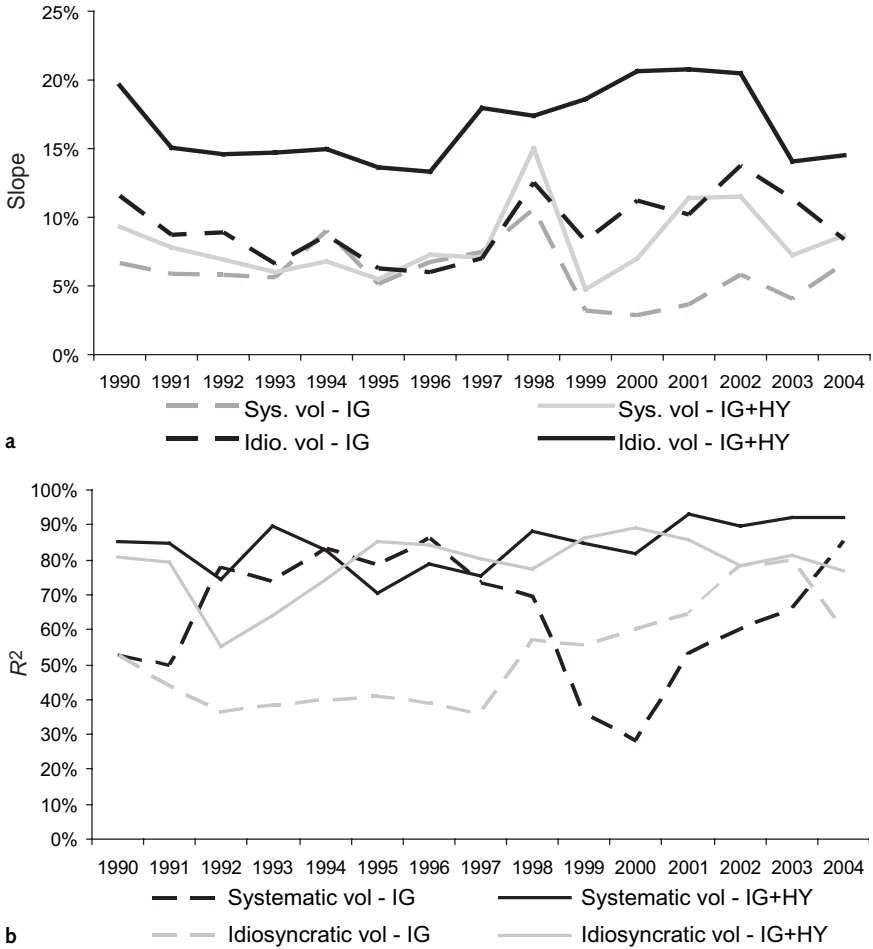 25%
20%
15%
10%
5%
0%
Slope
1990 1991 1992 1993 1994 1995 1996 1997 1998 1999 2000 2001 2002 2003 2004
Sys. vol - IG Sys. vol - IG+HY
Idio. vol - IG Idio. vol - IG+HY
a
100%
90%
80%
70%
60%
50%
40%
30%
20%
10%
0%
R²
1990 1991 1992 1993 1994 1995 1996 1997 1998 1999 2000 2001 2002 2003 2004
Systematic vol - IG Systematic vol - IG+HY
Idiosyncratic vol - IG Idiosyncratic vol - IG+HY
b